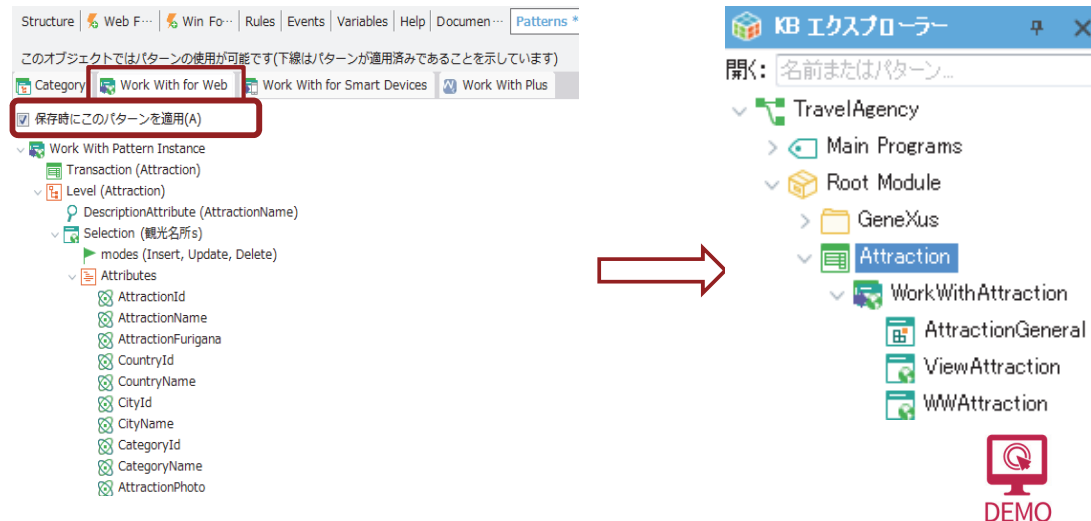 Structure Web F… Win Fo… Rules Events Variables Help Documen… Patterns *
このオブジェクトではパターンの使用が可能です(下線はパターンが適用済みであることを示しています)
Category Work With for Web Work With for Smart Devices Work With Plus
保存時にこのパターンを適用(A)
Work With Pattern Instance
Transaction (Attraction)
Level (Attraction)
DescriptionAttribute (AttractionName)
Selection (観光名所s)
modes (Insert, Update, Delete)
Attributes
AttractionId
AttractionName
AttractionFurigana
CountryId
CountryName
CityId
CityName
CategoryId
CategoryName
AttractionPhoto
KB エクスプローラー
開く: 名前またはパターン...
TravelAgency
Main Programs
Root Module
GeneXus
Attraction
WorkWithAttraction
AttractionGeneral
ViewAttraction
WWAttraction
DEMO